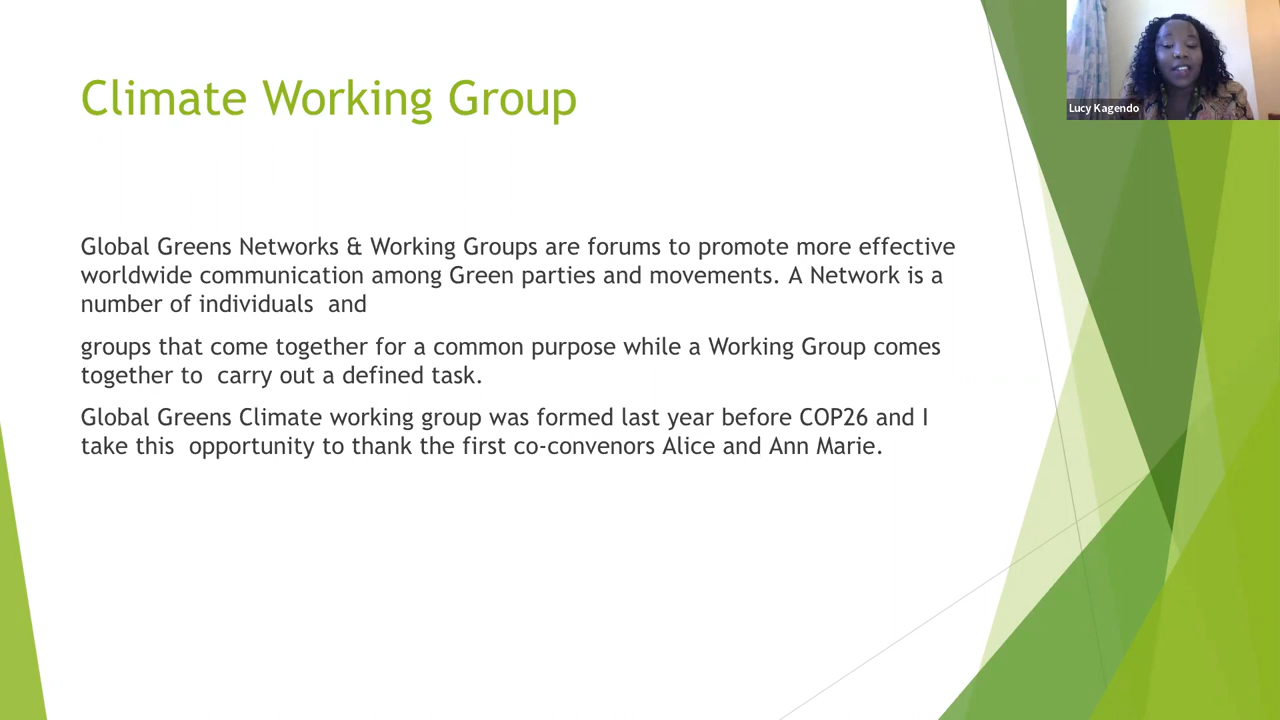 Climate Working Group
Lucy Kagendo
Global Greens Networks & Working Groups are forums to promote more effective
worldwide communication among Green parties and movements. A Network is a
number of individuals  and
groups that come together for a common purpose while a Working Group comes
together to  carry out a defined task.
Global Greens Climate working group was formed last year before COP26 and I
take this  opportunity to thank the first co-convenors Alice and Ann Marie.